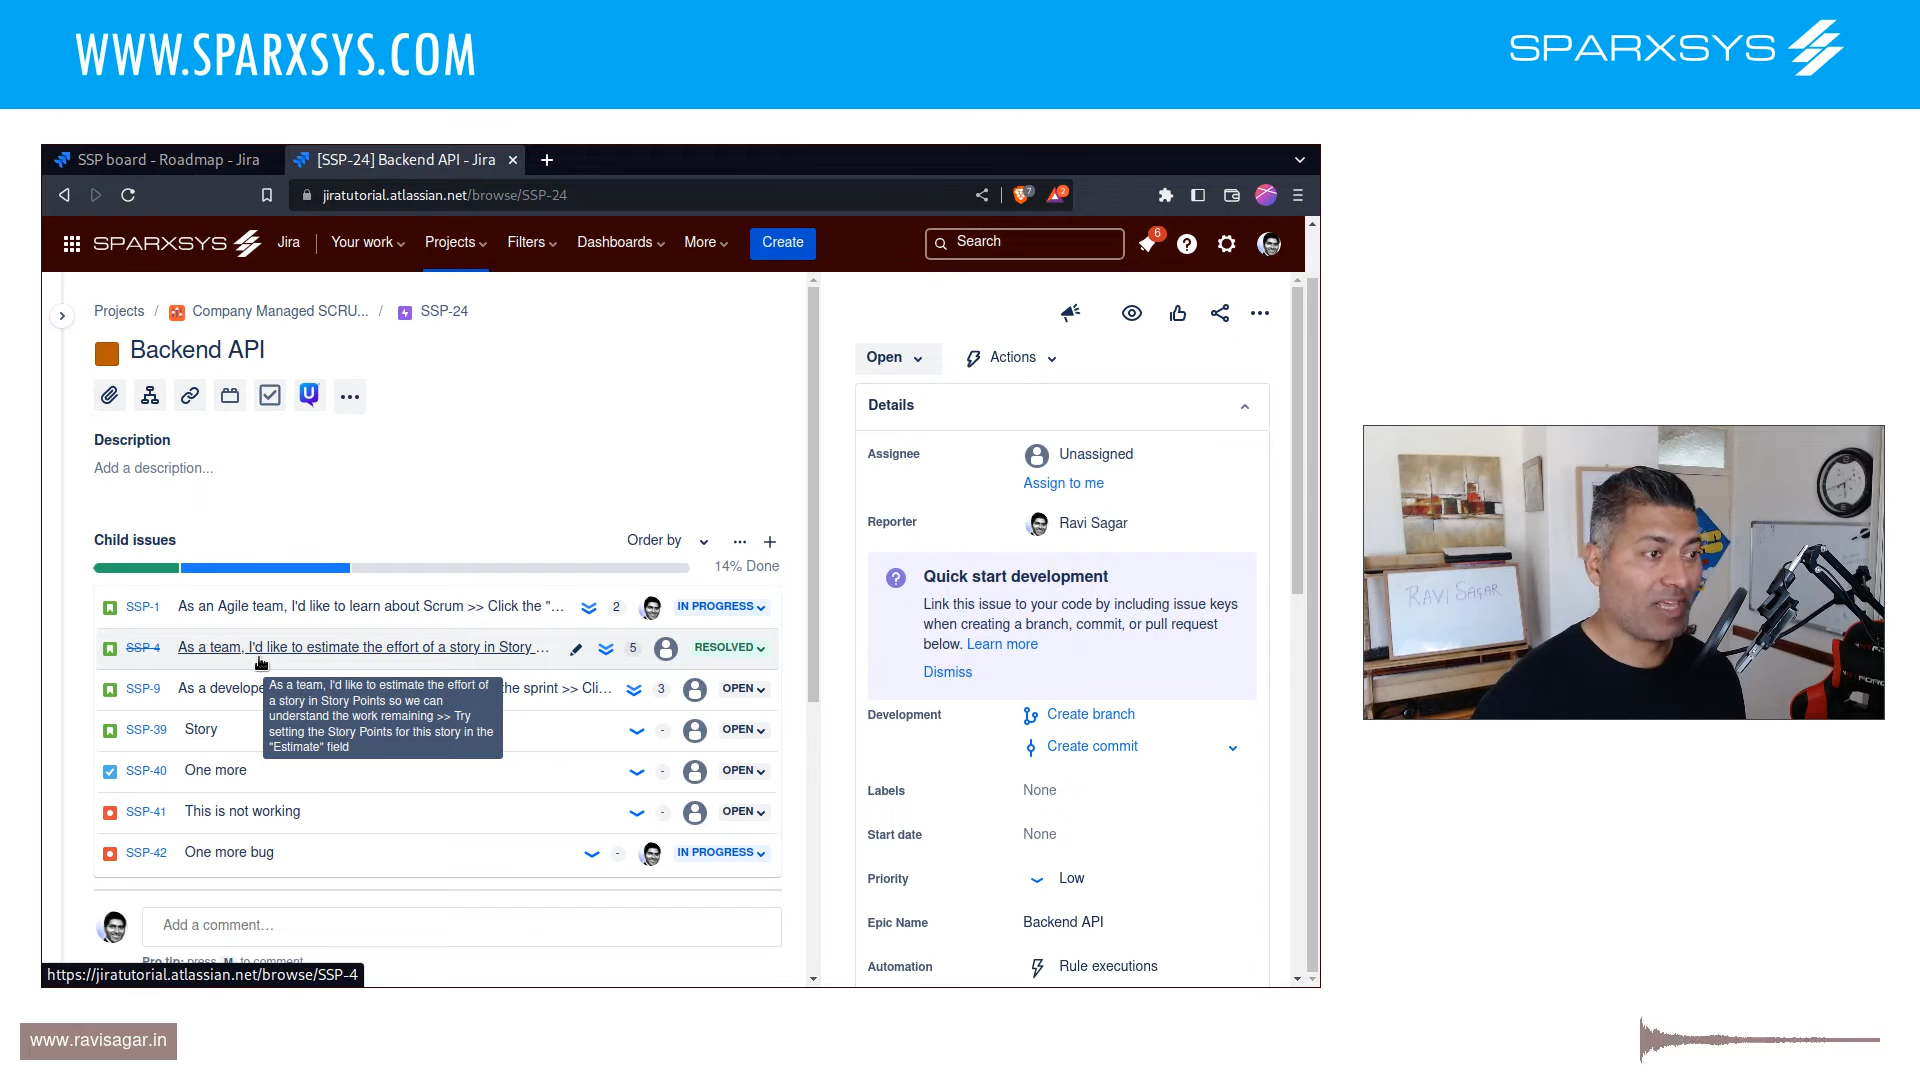 WWW.SPARXSYS.COM
SPARXSYS
SSP board - Roadmap - Jira
[SSP-24] Backend API - Jira
jiratutorial.atlassian.net/browse/SSP-24
7
2
SPARXSYS
Jira
Your work
Projects
Filters
Dashboards
More
Create
Search
6
Projects / Company Managed SCRU... / SSP-24
Backend API
Description
Add a description...
Child issues
Order by
14% Done
SSP-1 As an Agile team, I'd like to learn about Scrum >> Click the "... 2 IN PROGRESS
SSP-4 As a team, I'd like to estimate the effort of a story in Story ... 5 RESOLVED
SSP-9 As a develope the sprint >> Cli... 3 OPEN
As a team, I'd like to estimate the effort of
a story in Story Points so we can
understand the work remaining >> Try
setting the Story Points for this story in the
"Estimate" field
SSP-39 Story - OPEN
SSP-40 One more - OPEN
SSP-41 This is not working - OPEN
SSP-42 One more bug - IN PROGRESS
Add a comment...
Pro tip: press M to comment
https://jiratutorial.atlassian.net/browse/SSP-4
Open
Actions
Details
Assignee
Unassigned
Assign to me
Reporter
Ravi Sagar
Quick start development
Link this issue to your code by including issue keys
when creating a branch, commit, or pull request
below. Learn more
Dismiss
Development
Create branch
Create commit
Labels
None
Start date
None
Priority
Low
Epic Name
Backend API
Automation
Rule executions
RAVI SAGAR
www.ravisagar.in